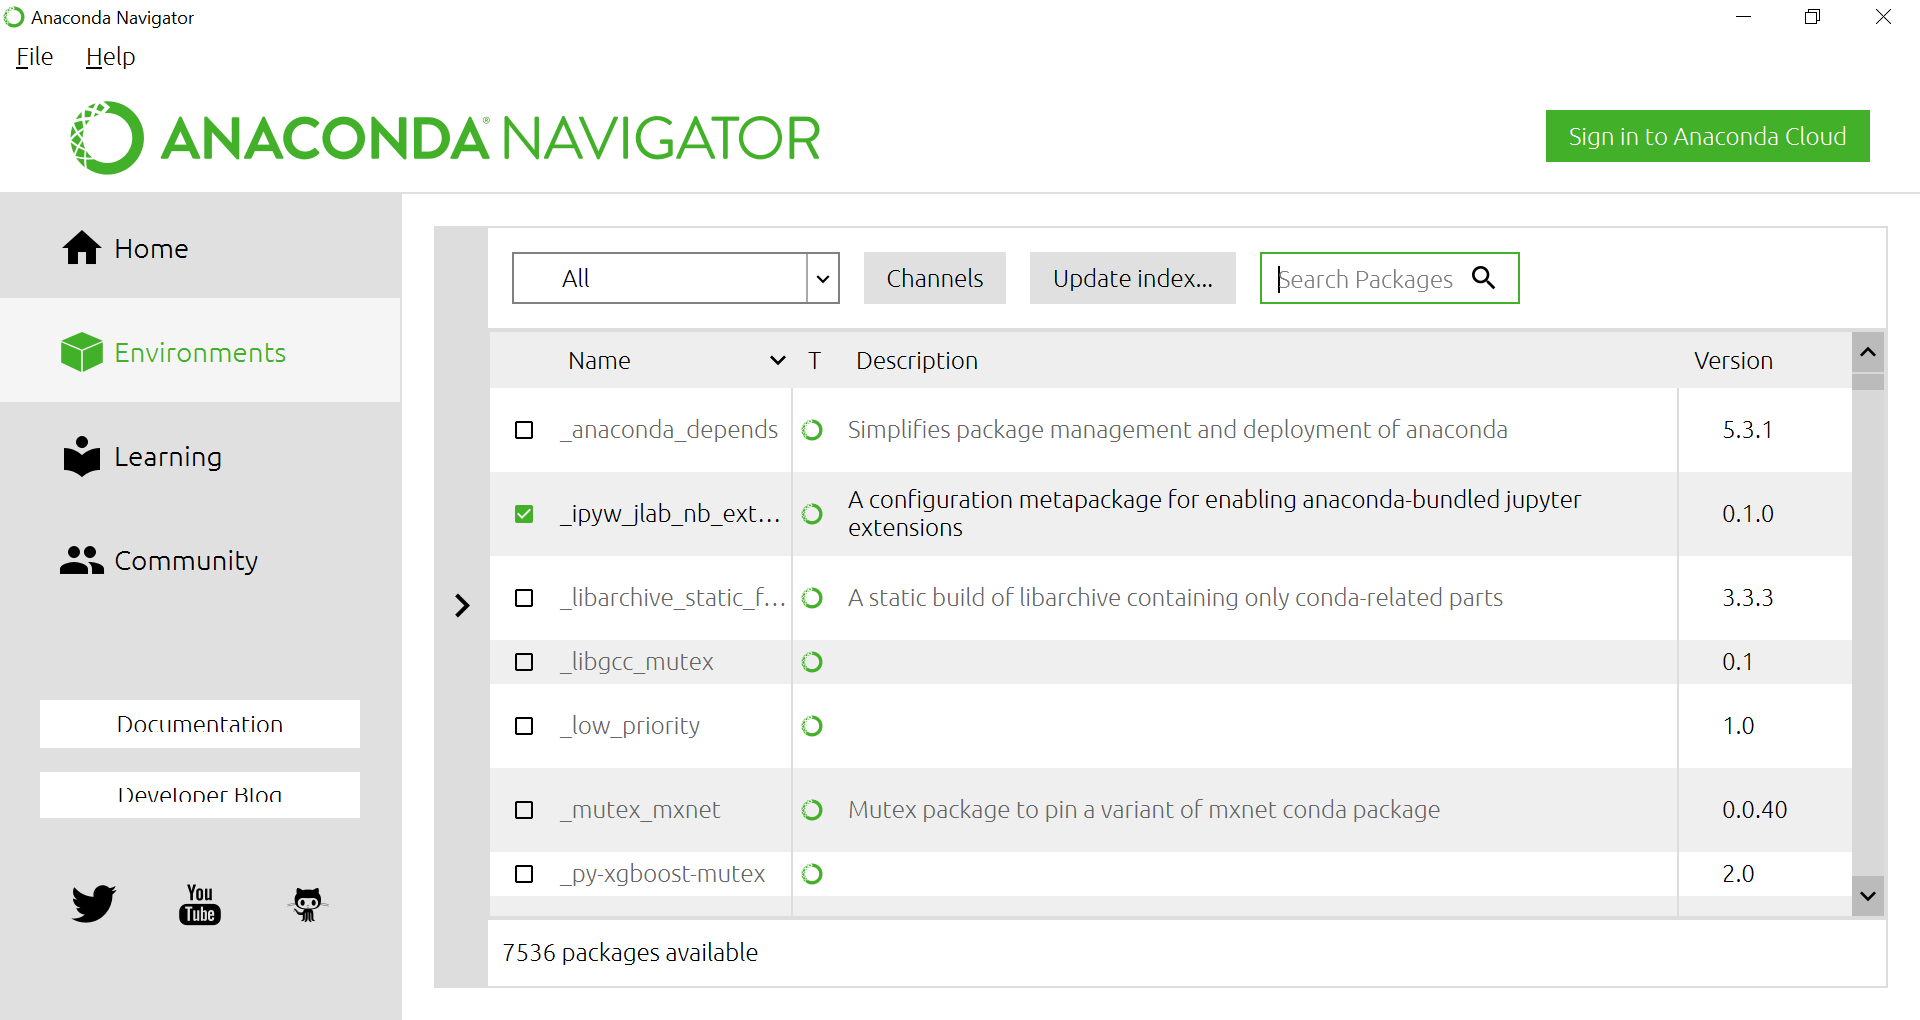 Anaconda Navigator
File Help
ANACONDA® NAVIGATOR
Sign in to Anaconda Cloud
Home
Environments
Learning
Community
Documentation
Developer Blog
You
Tube
All
Channels
Update index...
Search Packages
Name T Description Version
_anaconda_depends Simplifies package management and deployment of anaconda 5.3.1
_ipyw_jlab_nb_ext... A configuration metapackage for enabling anaconda-bundled jupyter
extensions 0.1.0
_libarchive_static_f... A static build of libarchive containing only conda-related parts 3.3.3
_libgcc_mutex 0.1
_low_priority 1.0
_mutex_mxnet Mutex package to pin a variant of mxnet conda package 0.0.40
_py-xgboost-mutex 2.0
7536 packages available